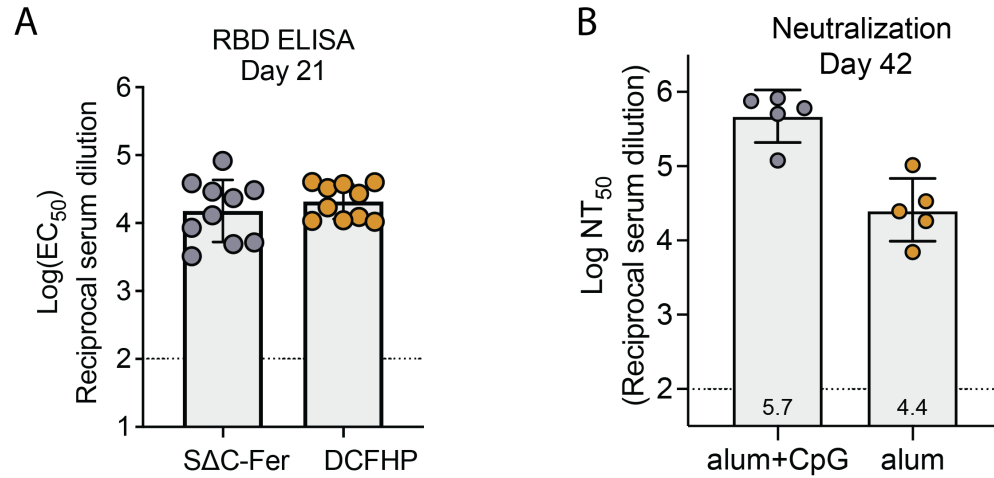 A
RBD ELISA
Day 21
Log(EC50)
Reciprocal serum dilution
6
5
4
3
2
1
SΔC-Fer
DCFHP
B
Neutralization
Day 42
Log NT50
(Reciprocal serum dilution)
6
5
4
3
2
5.7
4.4
alum+CpG
alum